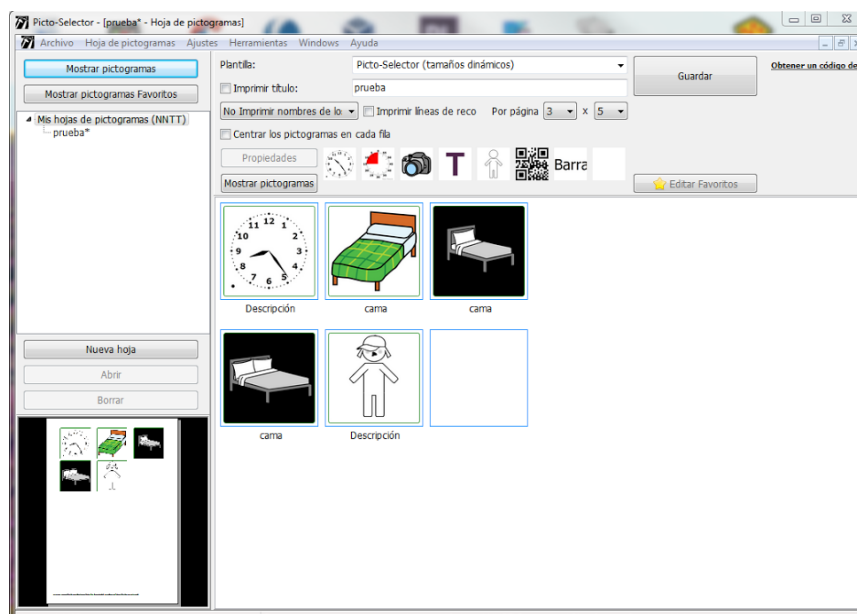 Picto-Selector - [prueba* - Hoja de pictogramas]
Archivo Hoja de pictogramas Ajustes Herramientas Windows Ayuda
Mostrar pictogramas
Mostrar pictogramas Favoritos
Mis hojas de pictogramas (NNTT)
prueba*
Nueva hoja
Abrir
Borrar
Plantilla: Picto-Selector (tamaños dinámicos)
Imprimir título: prueba
No Imprimir nombres de lo Imprimir líneas de reco Por página 3 x 5
Centrar los pictogramas en cada fila
Propiedades
Mostrar pictogramas
T
Barra
Guardar
Obtener un código de
Editar Favoritos
12 1 2 3 4 5 6 7 8 9 10 11
Descripción cama cama
cama Descripción